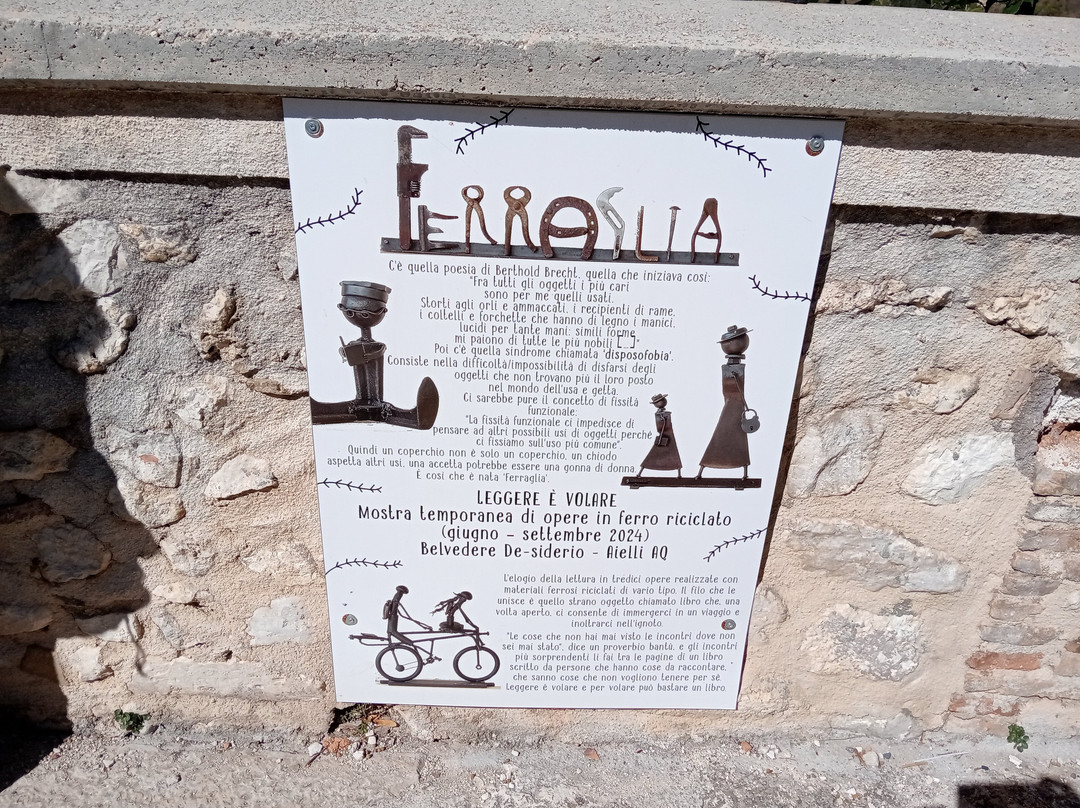 FERRAGLIA
C'è quella poesia di Berthold Brecht, quella che iniziava così:
"Fra tutti gli oggetti i più cari
sono per me quelli usati.
Storti agli orli e ammaccati, i recipienti di rame,
i coltelli e forchette che hanno di legno i manici,
lucidi per tante mani; simili forme
mi paiono di tutte le più nobili [...]"
Poi c'è quella sindrome chiamata 'disposofobia'.
Consiste nella difficoltà/impossibilità di disfarsi degli
oggetti che non trovano più il loro posto
nel mondo dell'usa e getta.
Ci sarebbe pure il concetto di fissità
funzionale:
"La fissità funzionale ci impedisce di
pensare ad altri possibili usi di oggetti perché
ci fissiamo sull'uso più comune".
Quindi un coperchio non è solo un coperchio, un chiodo
aspetta altri usi, una accetta potrebbe essere una gonna di donna.
È così che è nata 'Ferraglia'.
LEGGERE È VOLARE
Mostra temporanea di opere in ferro riciclato
(giugno - settembre 2024)
Belvedere De-siderio - Aielli AQ
L'elogio della lettura in tredici opere realizzate con
materiali ferrosi riciclati di vario tipo. Il filo che le
unisce è quello strano oggetto chiamato libro che, una
volta aperto, ci consente di immergerci in un viaggio e
inoltrarci nell'ignoto.
"Le cose che non hai mai visto le incontri dove non
sei mai stato", dice un proverbio bantù, e gli incontri
più sorprendenti li fai tra le pagine di un libro
scritto da persone che hanno cose da raccontare,
che sanno cose che non vogliono tenere per sé.
Leggere è volare e per volare può bastare un libro.